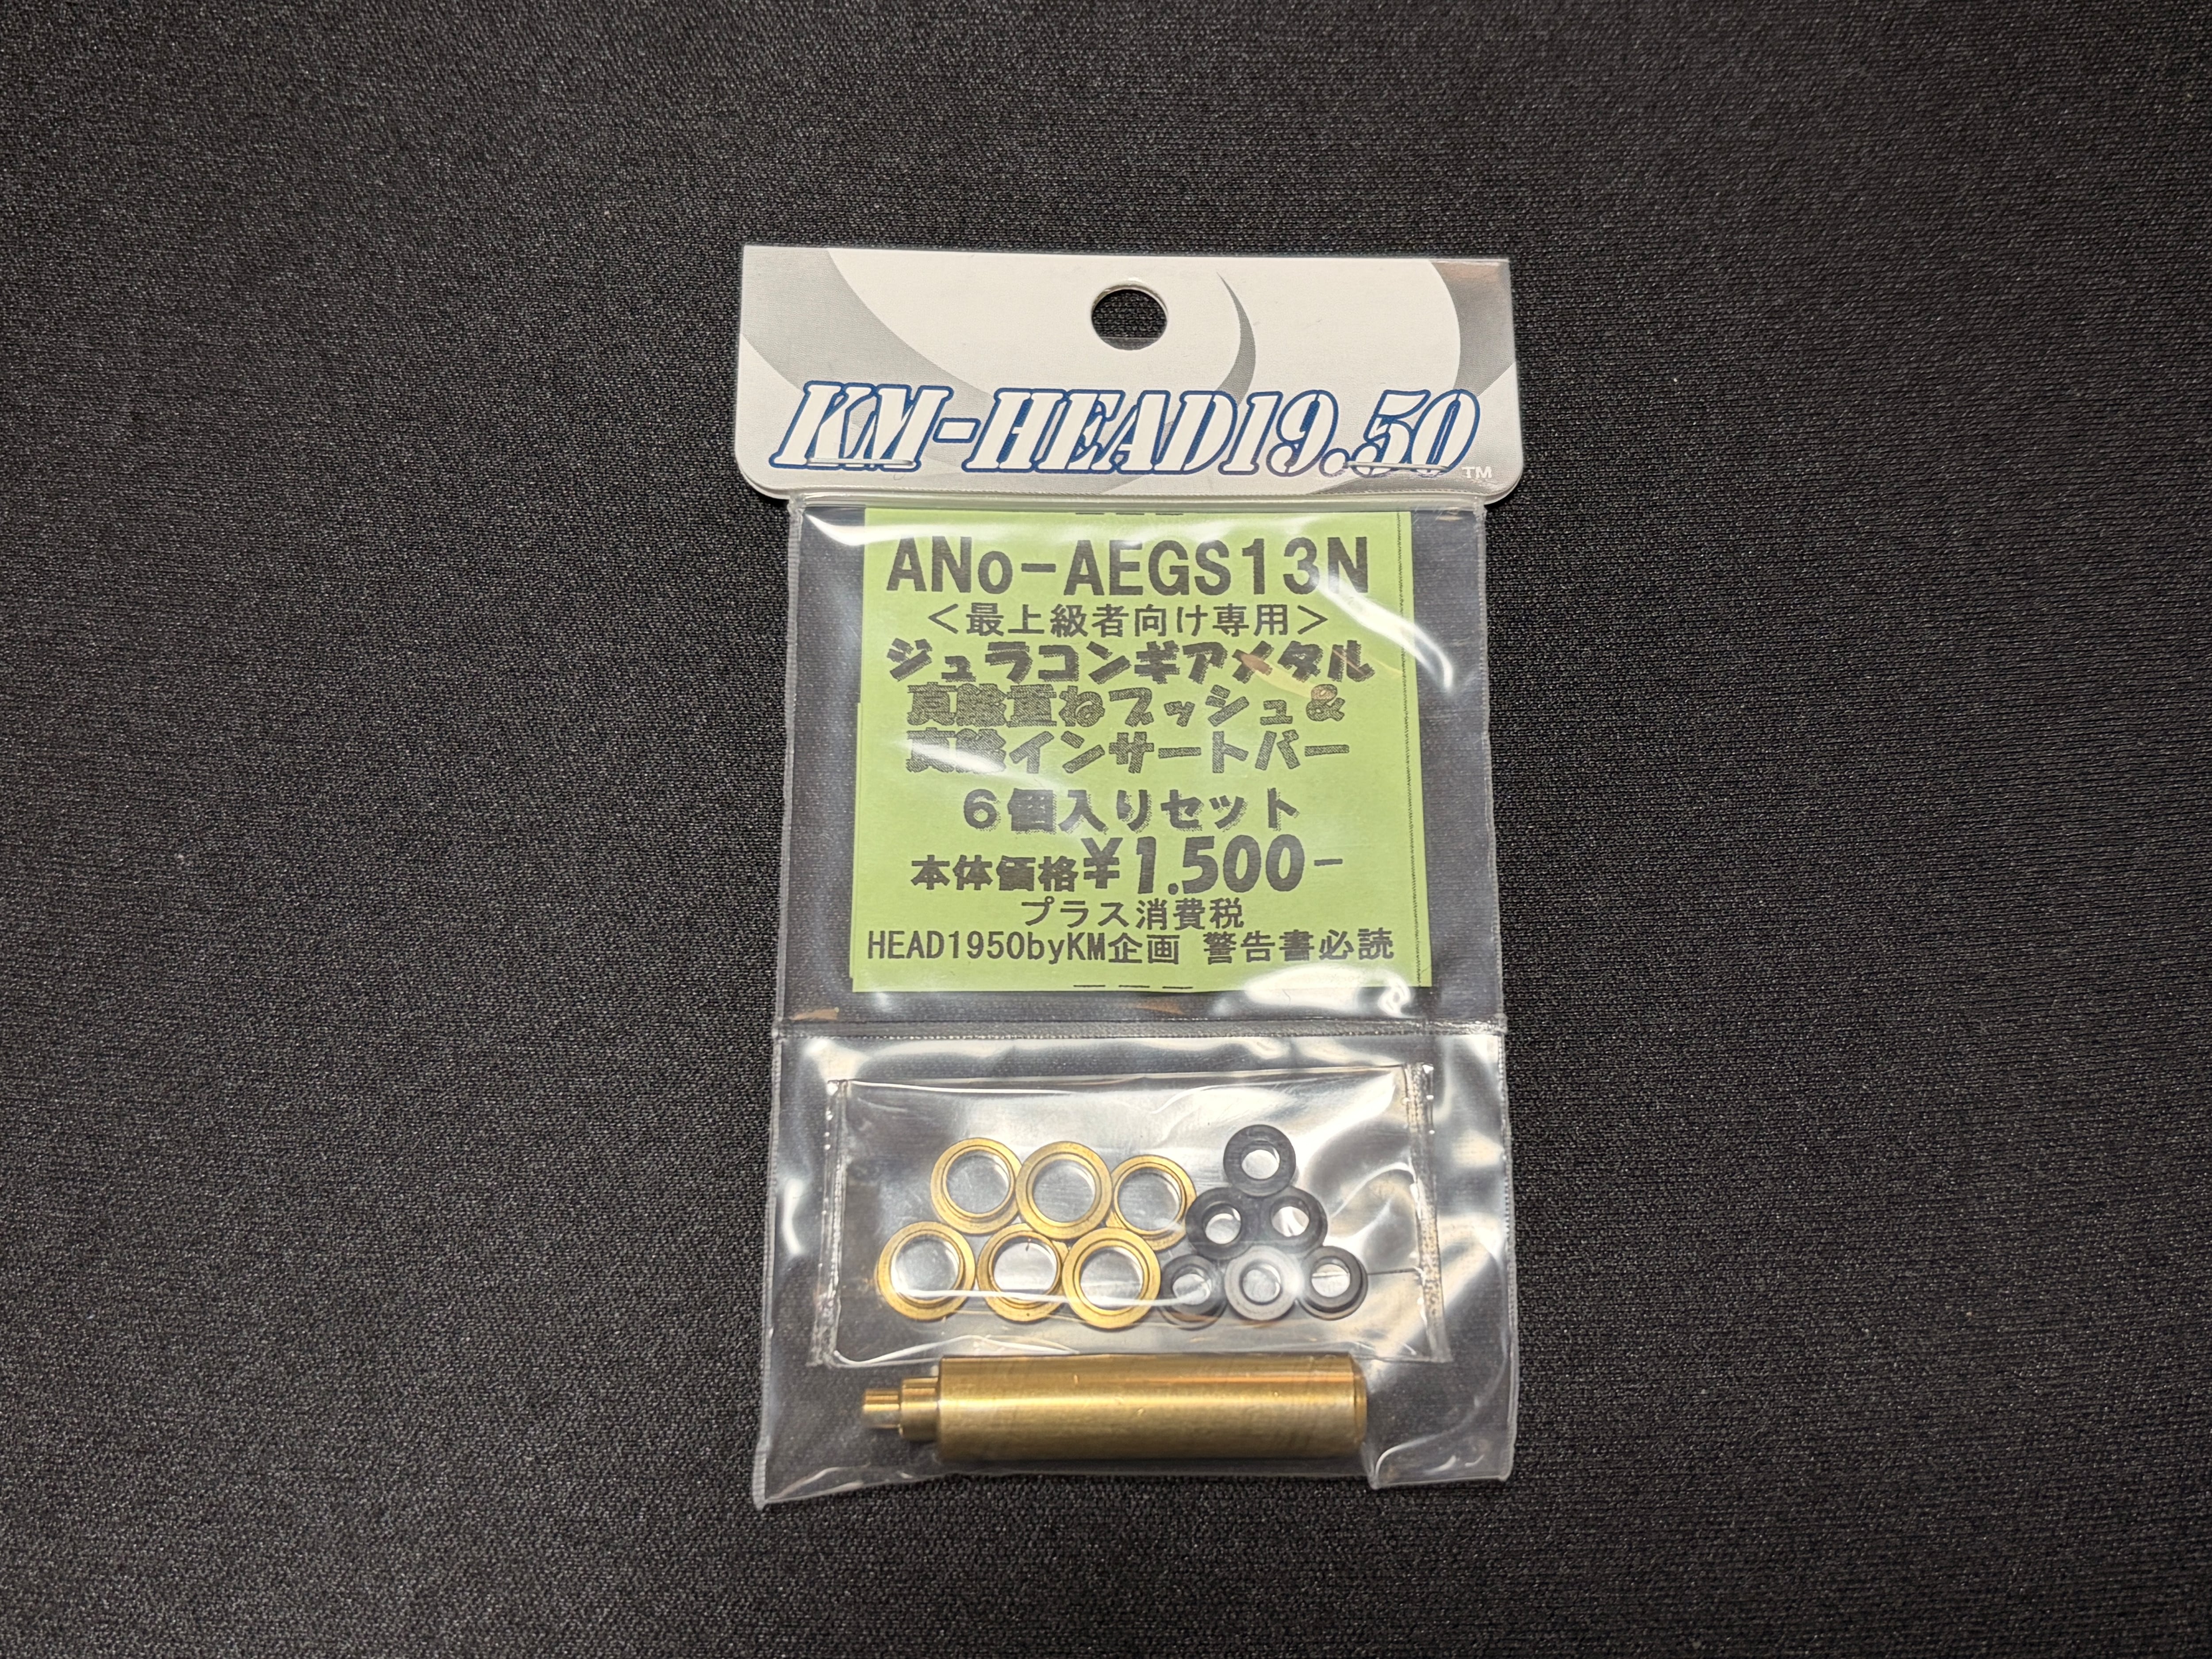 KM-HEAD19.50
TM
ANo-AEGS13N
＜最上級者向け専用＞
ジュラコンギアメタル
真鍮重ねブッシュ&
真鍮インサートバー
６個入りセット
本体価格￥1.500-
プラス消費税
HEAD1950byKM企画 警告書必読